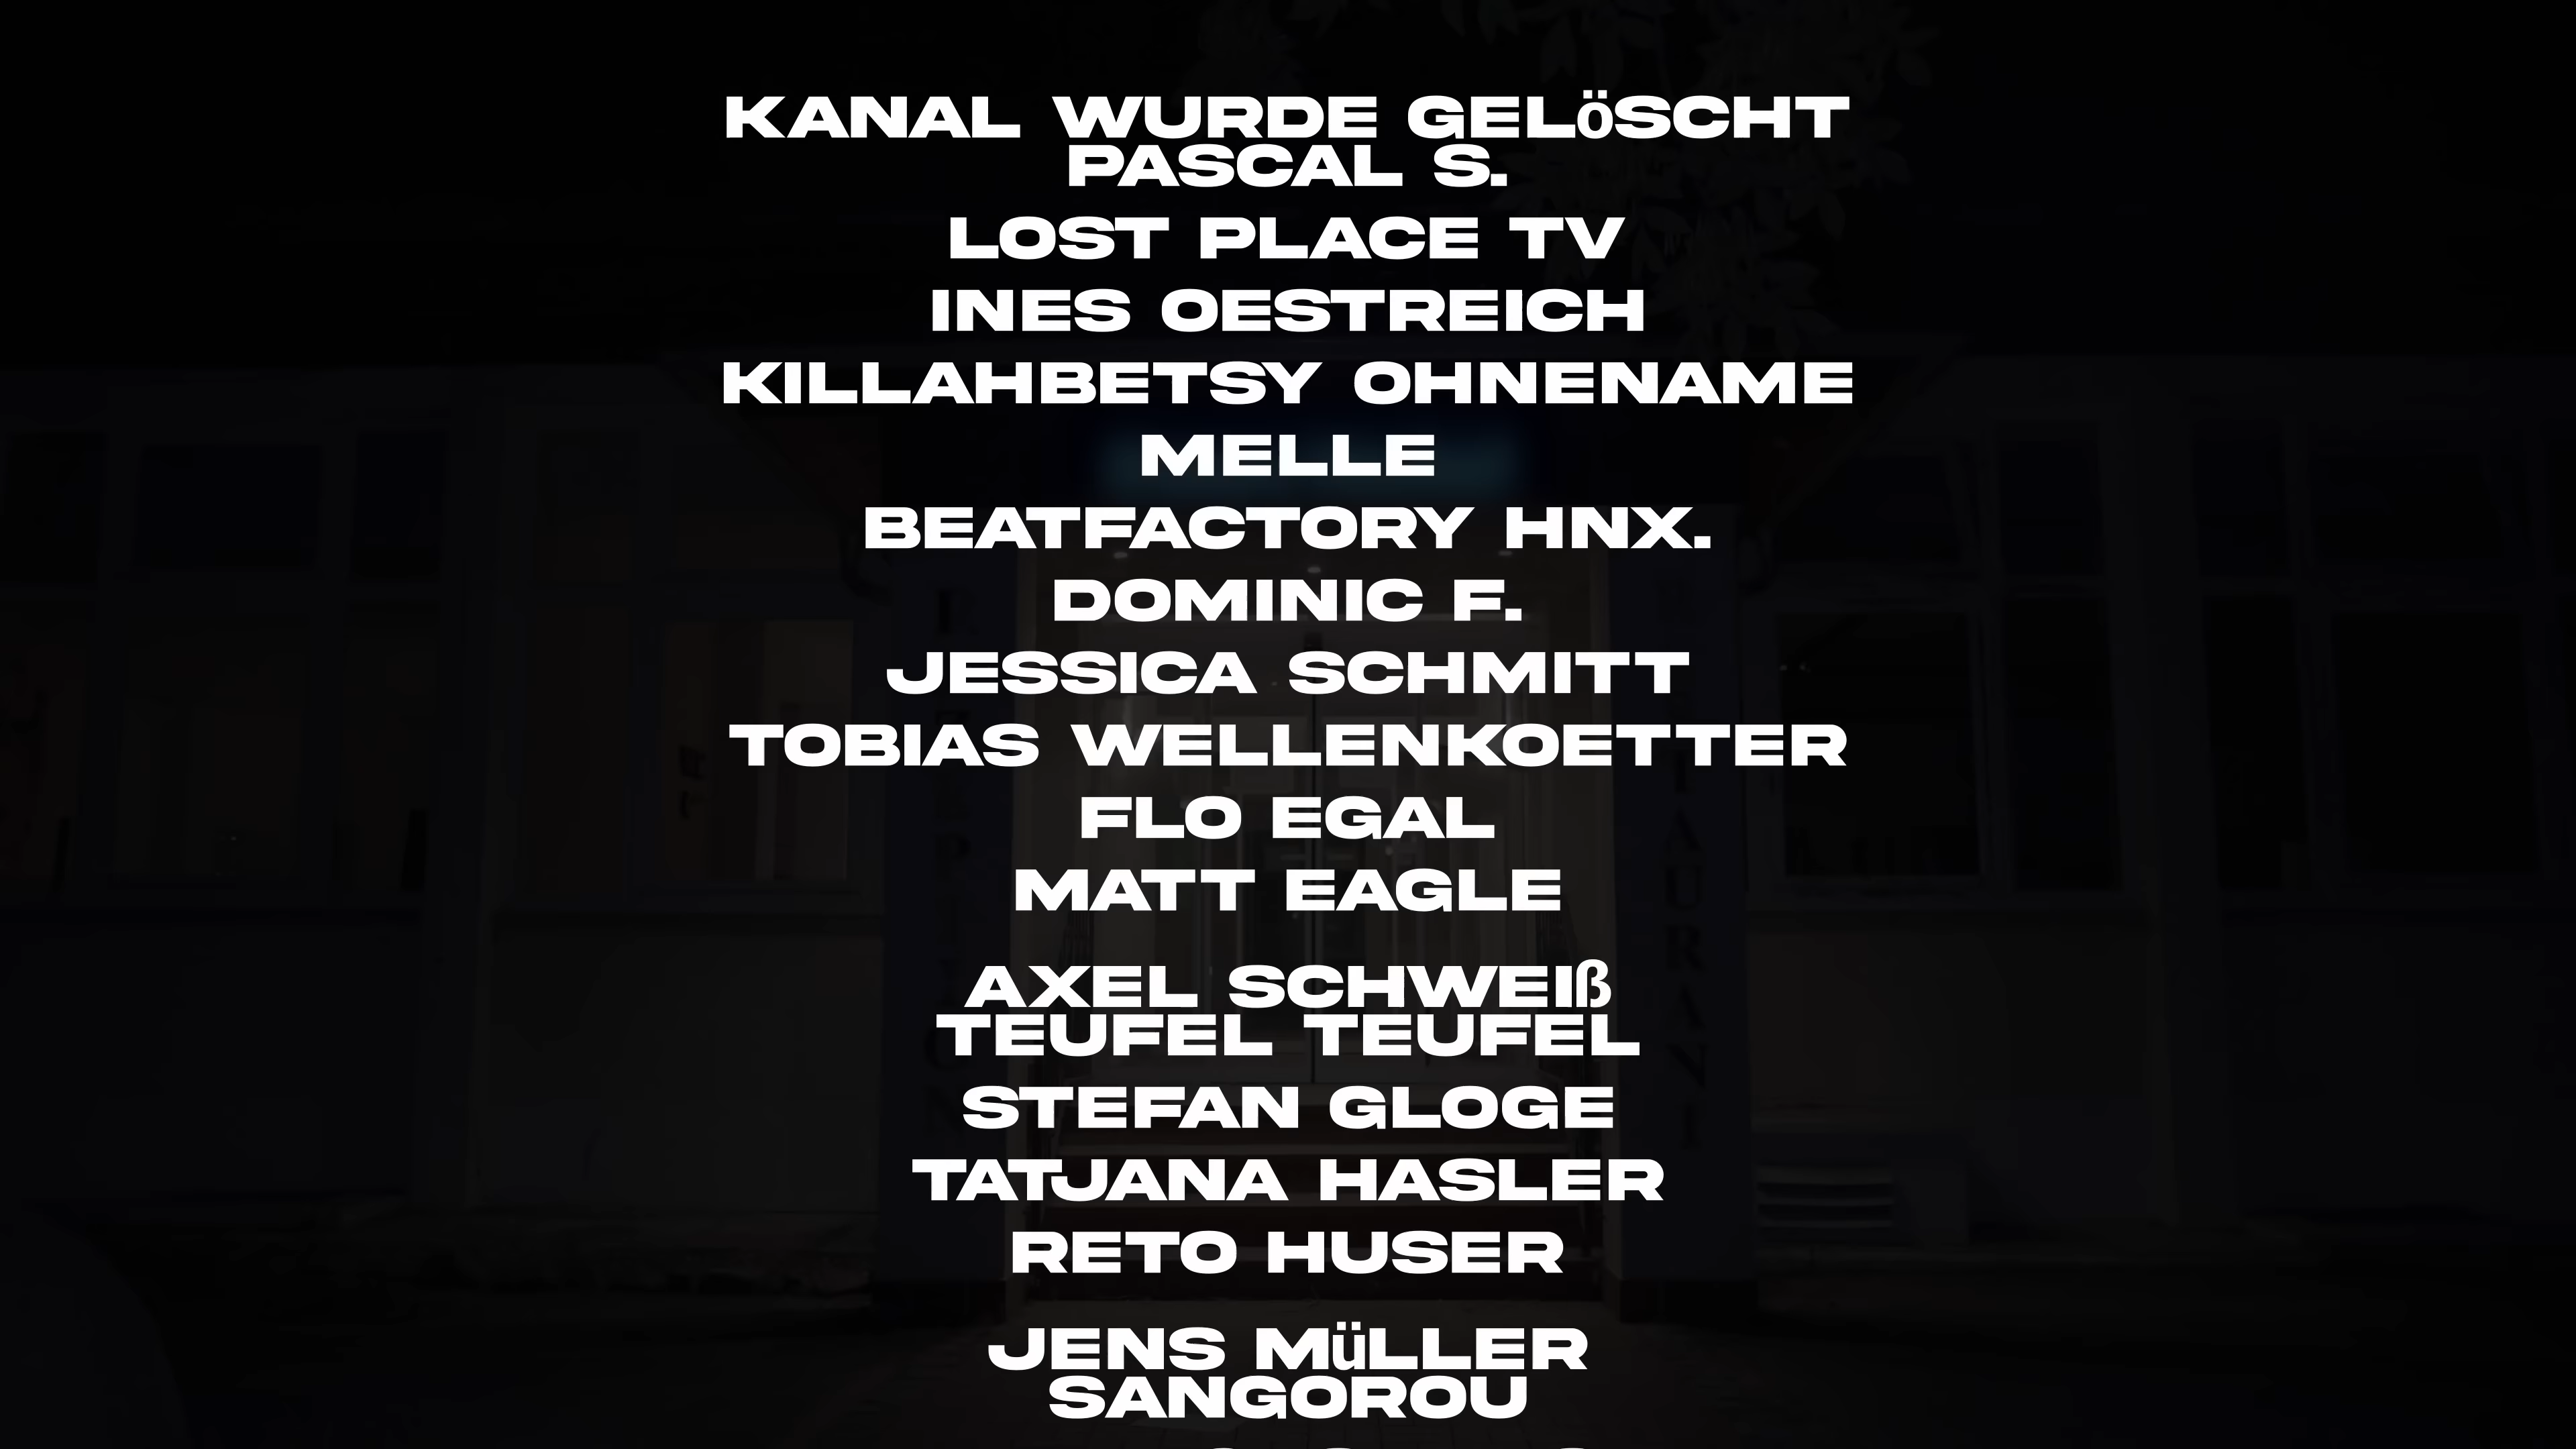 KANAL WURDE GELöSCHT
PASCAL S.
LOST PLACE TV
INES OESTREICH
KILLAHBETSY OHNENAME
MELLE
BEATFACTORY HNX.
DOMINIC F.
JESSICA SCHMITT
TOBIAS WELLENKOETTER
FLO EGAL
MATT EAGLE
AXEL SCHWEIß
TEUFEL TEUFEL
STEFAN GLOGE
TATJANA HASLER
RETO HUSER
JENS MüLLER
SANGOROU